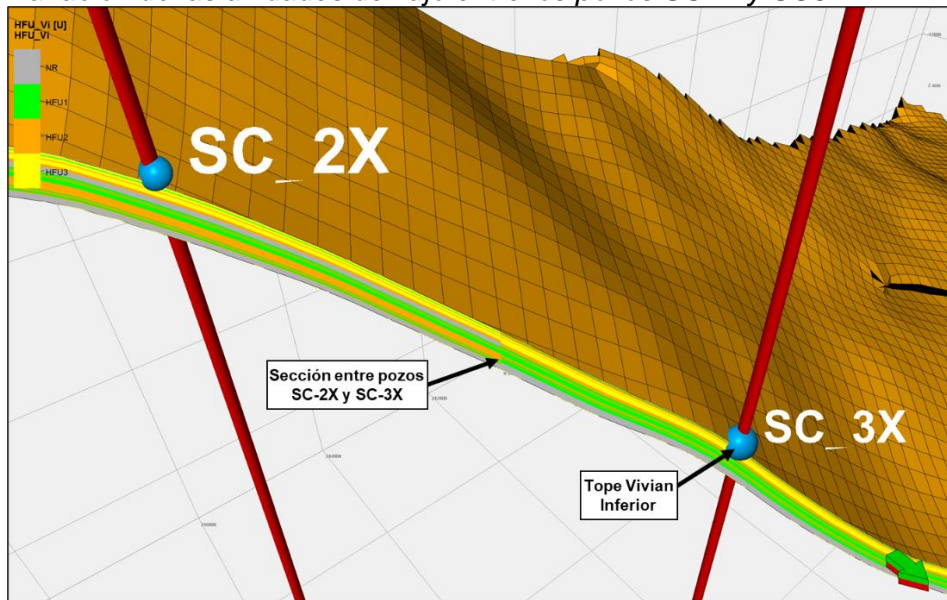 HFU_Vi [U]
HFU_Vi
NR
HFU1
HFU2
HFU3
SC_2X
SC_3X
Sección entre pozos
SC-2X y SC-3X
Tope Vivian
Inferior